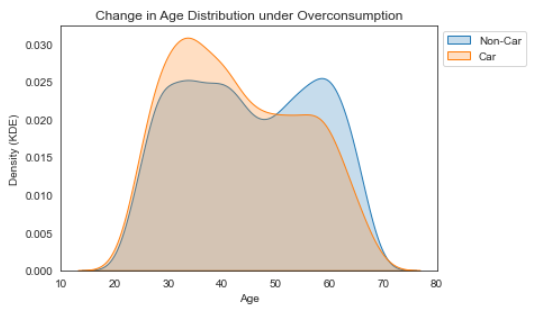 Change in Age Distribution under Overconsumption
Non-Car
Car
Density (KDE)
0.030
0.025
0.020
0.015
0.010
0.005
0.000
10 20 30 40 50 60 70 80
Age